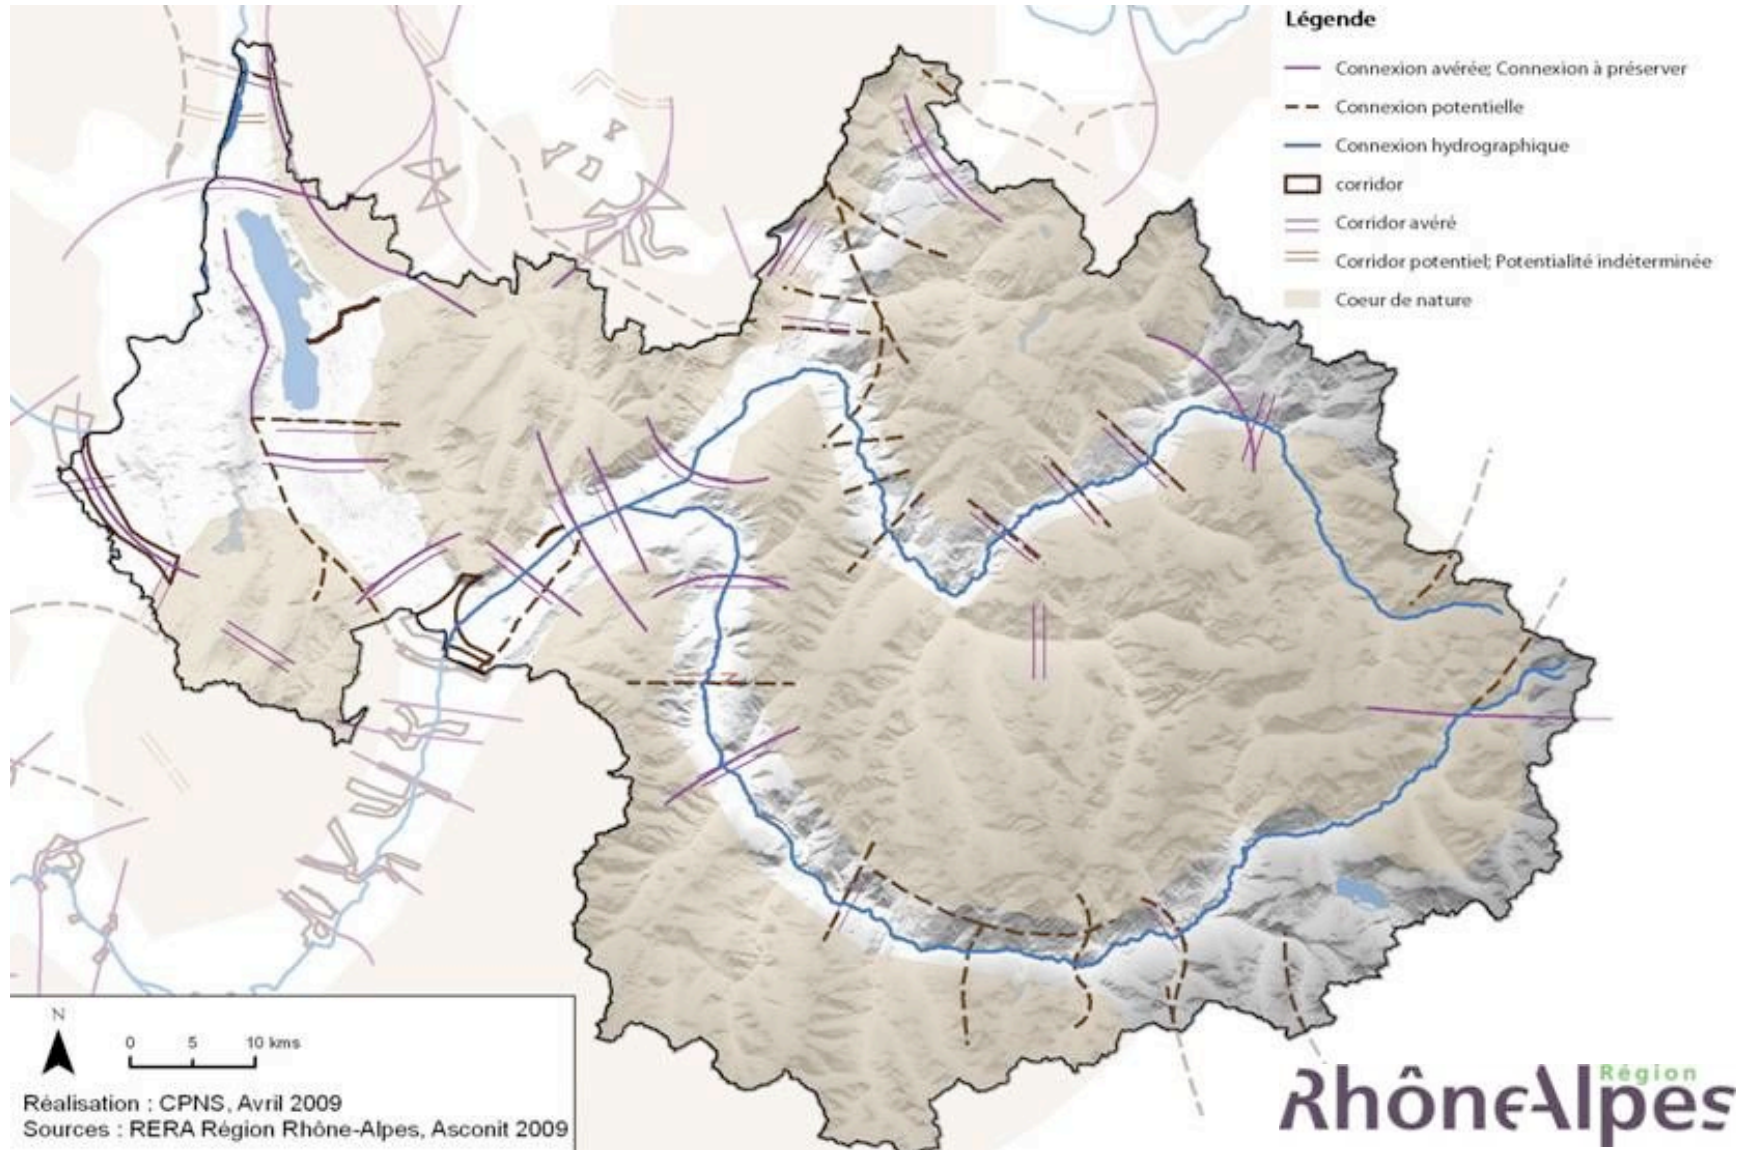 Légende
Connexion avérée; Connexion à préserver
Connexion potentielle
Connexion hydrographique
corridor
Corridor avéré
Corridor potentiel; Potentialité indéterminée
Coeur de nature
N
0 5 10 kms
Réalisation : CPNS, Avril 2009
Sources : RERA Région Rhône-Alpes, Asconit 2009
Région
RhôneAlpes